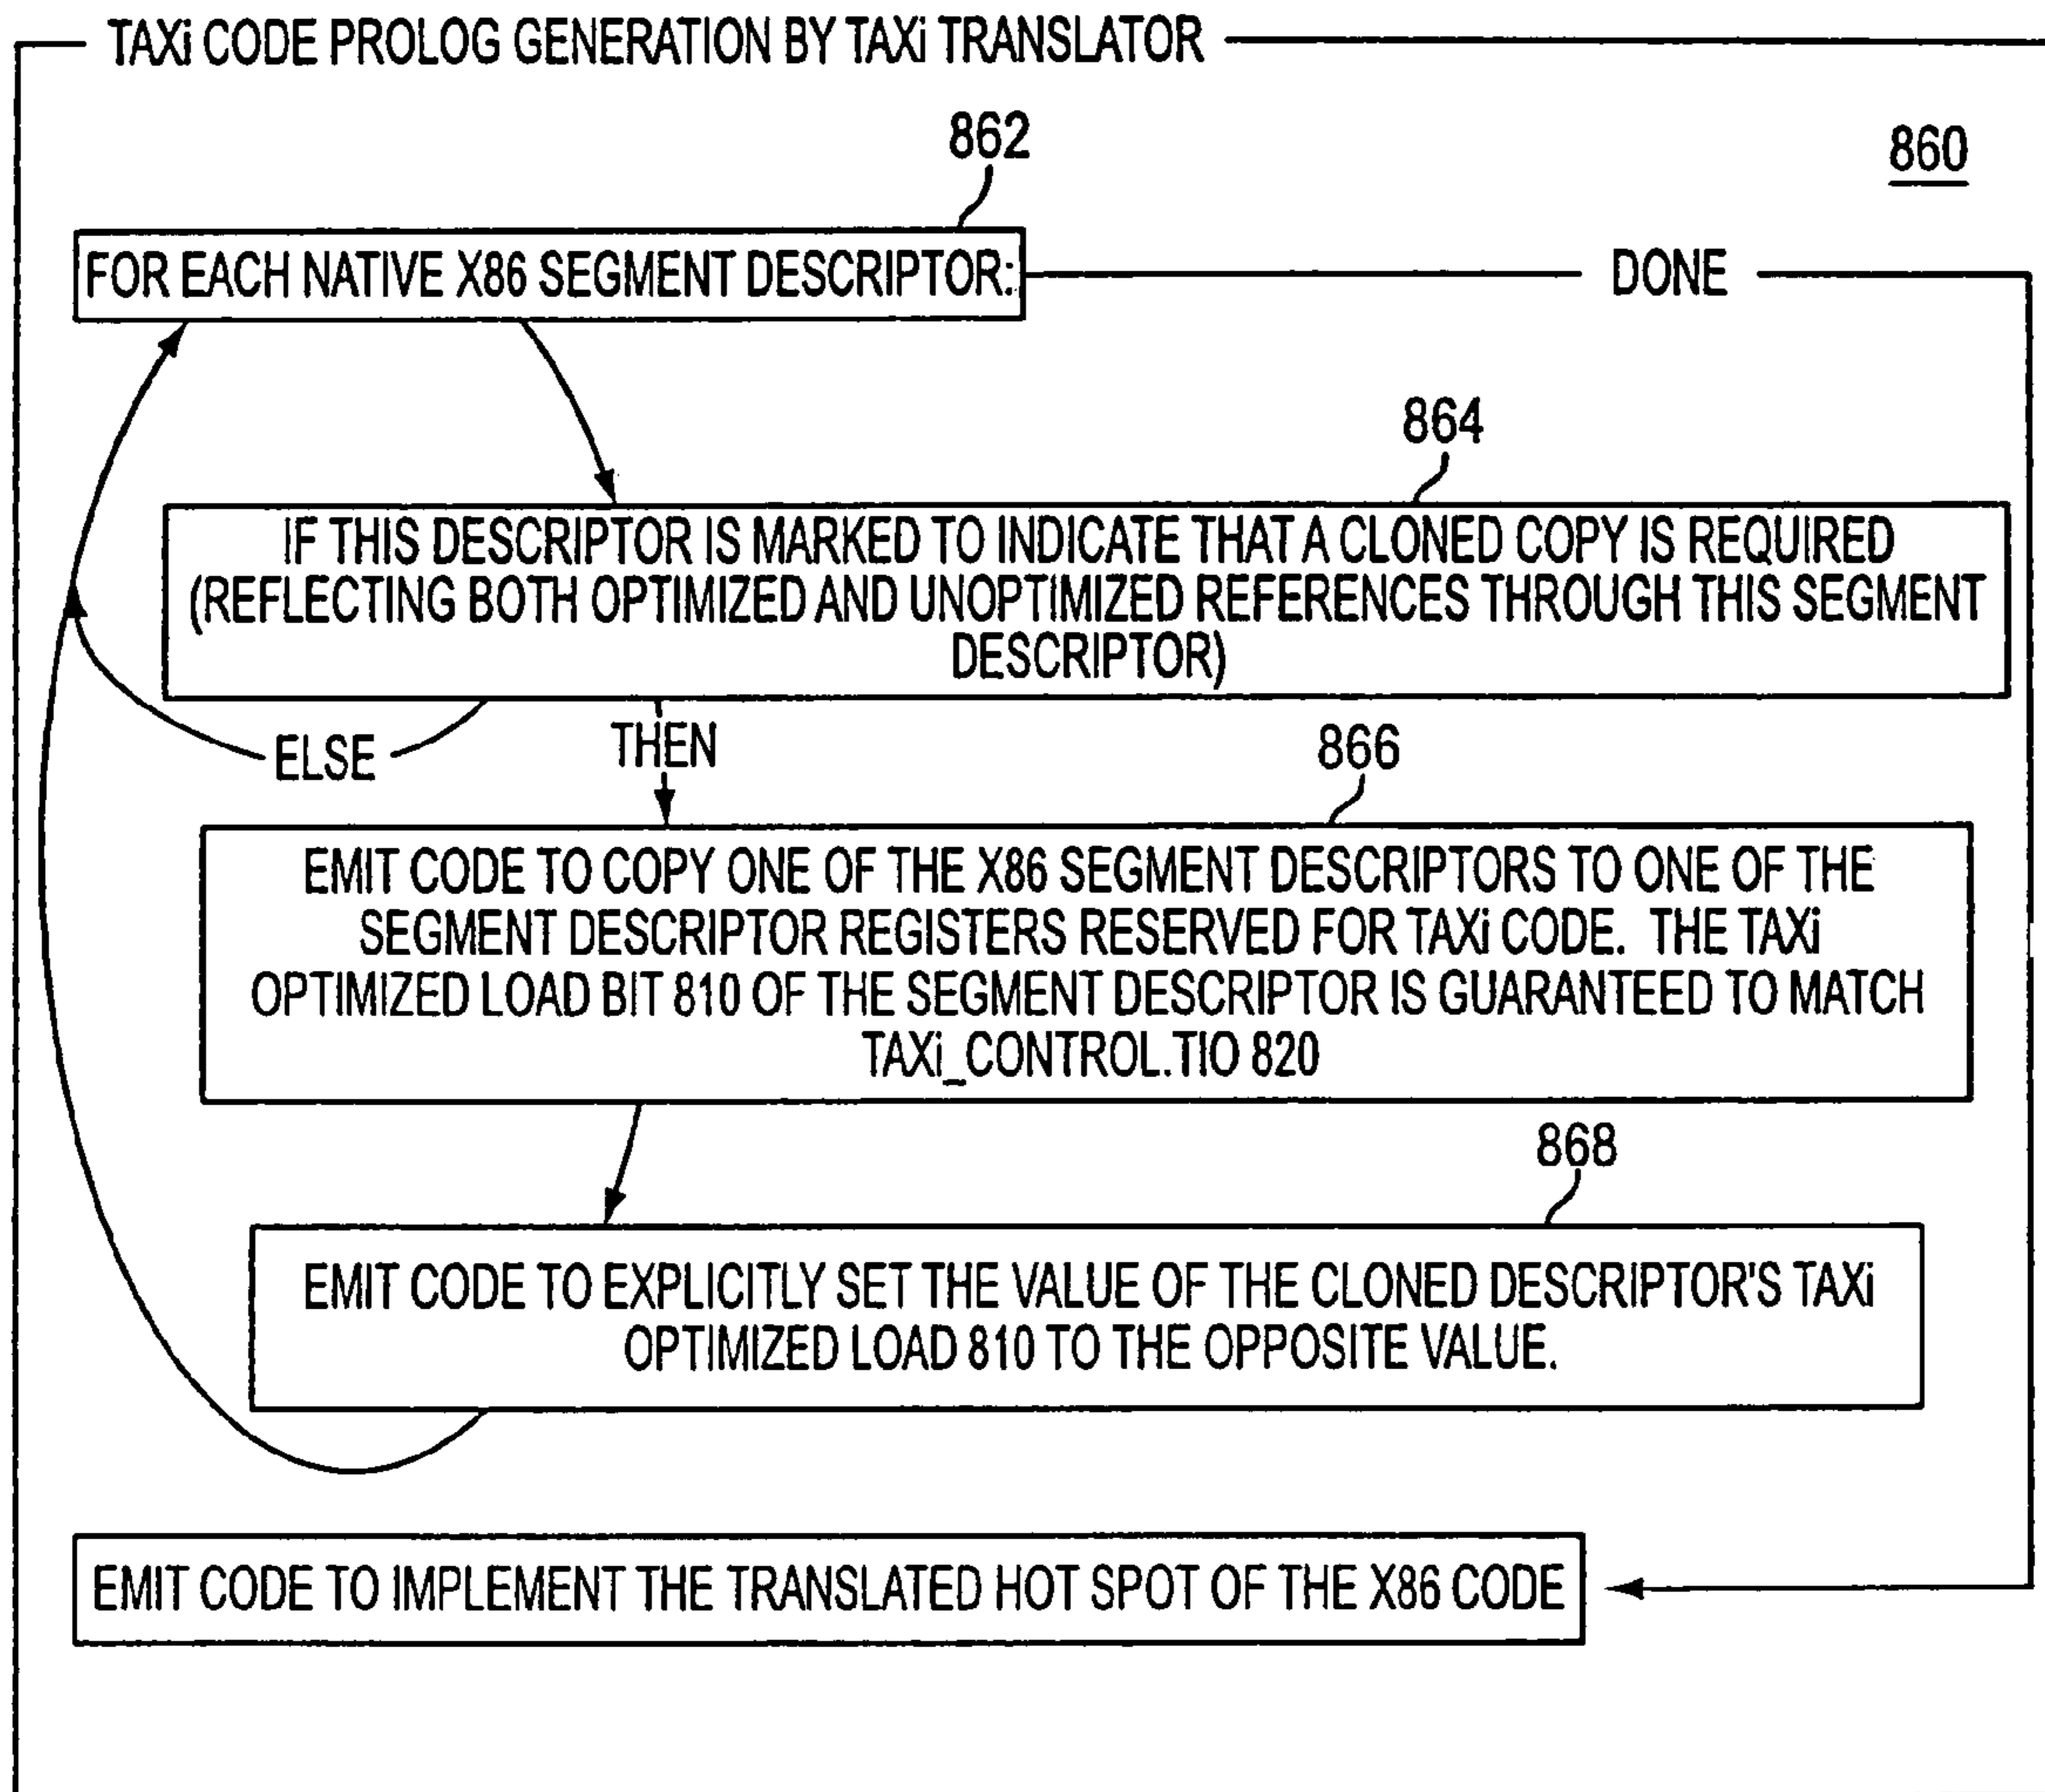 TAXi CODE PROLOG GENERATION BY TAXi TRANSLATOR
862
860
FOR EACH NATIVE X86 SEGMENT DESCRIPTOR:
DONE
864
IF THIS DESCRIPTOR IS MARKED TO INDICATE THAT A CLONED COPY IS REQUIRED
(REFLECTING BOTH OPTIMIZED AND UNOPTIMIZED REFERENCES THROUGH THIS SEGMENT
DESCRIPTOR)
ELSE
THEN
866
EMIT CODE TO COPY ONE OF THE X86 SEGMENT DESCRIPTORS TO ONE OF THE
SEGMENT DESCRIPTOR REGISTERS RESERVED FOR TAXi CODE. THE TAXi
OPTIMIZED LOAD BIT 810 OF THE SEGMENT DESCRIPTOR IS GUARANTEED TO MATCH
TAXi_CONTROL.TIO 820
868
EMIT CODE TO EXPLICITLY SET THE VALUE OF THE CLONED DESCRIPTOR'S TAXi
OPTIMIZED LOAD 810 TO THE OPPOSITE VALUE.
EMIT CODE TO IMPLEMENT THE TRANSLATED HOT SPOT OF THE X86 CODE